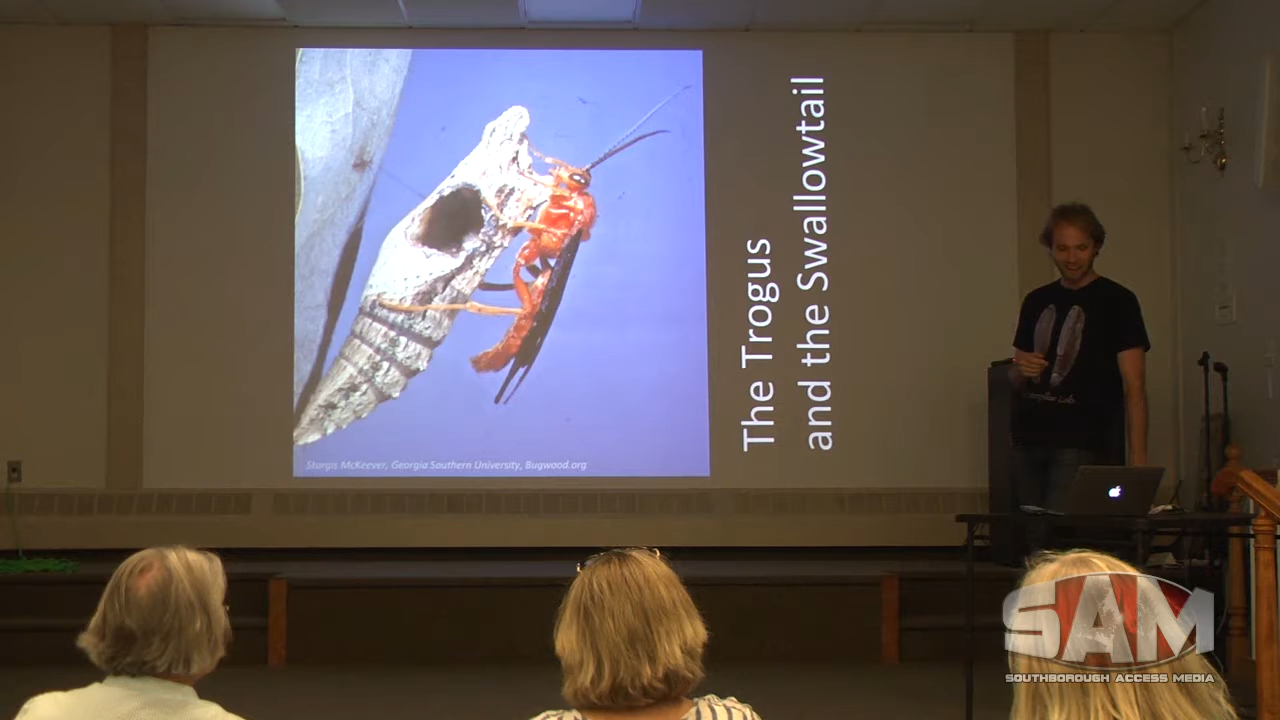 The Trogus
and the Swallowtail
Sturgis McKeever, Georgia Southern University, Bugwood.org
SAM
SOUTHBOROUGH ACCESS MEDIA